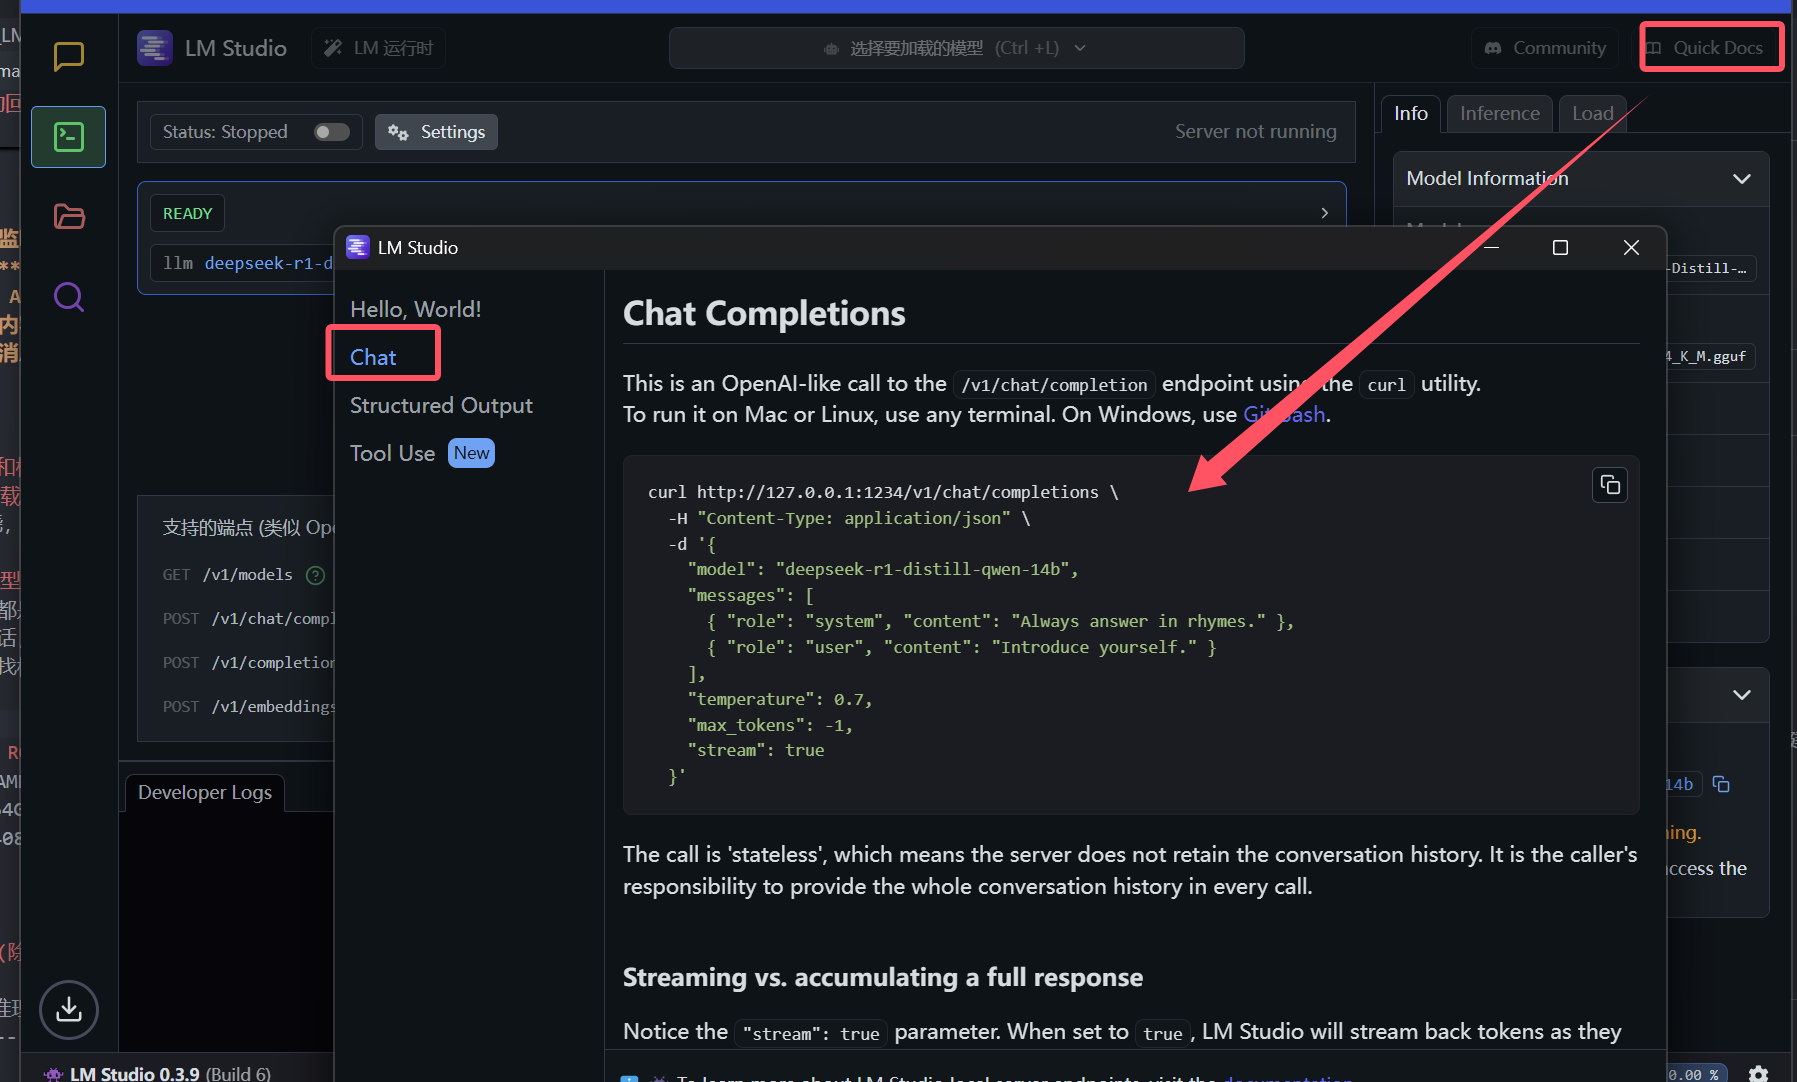 LM Studio
LM 运行时
选择要加载的模型 (Ctrl +L)
Community
Quick Docs
Status: Stopped
Settings
Server not running
Info
Inference
Load
Model Information
READY
llm deepseek-r1-d
-Distill-…
4_K_M.gguf
支持的端点 (类似 Ope
GET /v1/models
POST /v1/chat/compl
POST /v1/completion
POST /v1/embeddings
Developer Logs
LM Studio
Hello, World!
Chat
Structured Output
Tool Use New
Chat Completions
This is an OpenAI-like call to the /v1/chat/completion endpoint using the curl utility.
To run it on Mac or Linux, use any terminal. On Windows, use Git Bash.
curl http://127.0.0.1:1234/v1/chat/completions \
-H "Content-Type: application/json" \
-d '{
"model": "deepseek-r1-distill-qwen-14b",
"messages": [
{ "role": "system", "content": "Always answer in rhymes." },
{ "role": "user", "content": "Introduce yourself." }
],
"temperature": 0.7,
"max_tokens": -1,
"stream": true
}'
The call is 'stateless', which means the server does not retain the conversation history. It is the caller's
responsibility to provide the whole conversation history in every call.
Streaming vs. accumulating a full response
Notice the "stream": true parameter. When set to true, LM Studio will stream back tokens as they
14b
ning.
ccess the
LM Studio 0.3.9 (Build 6)
0.00 %